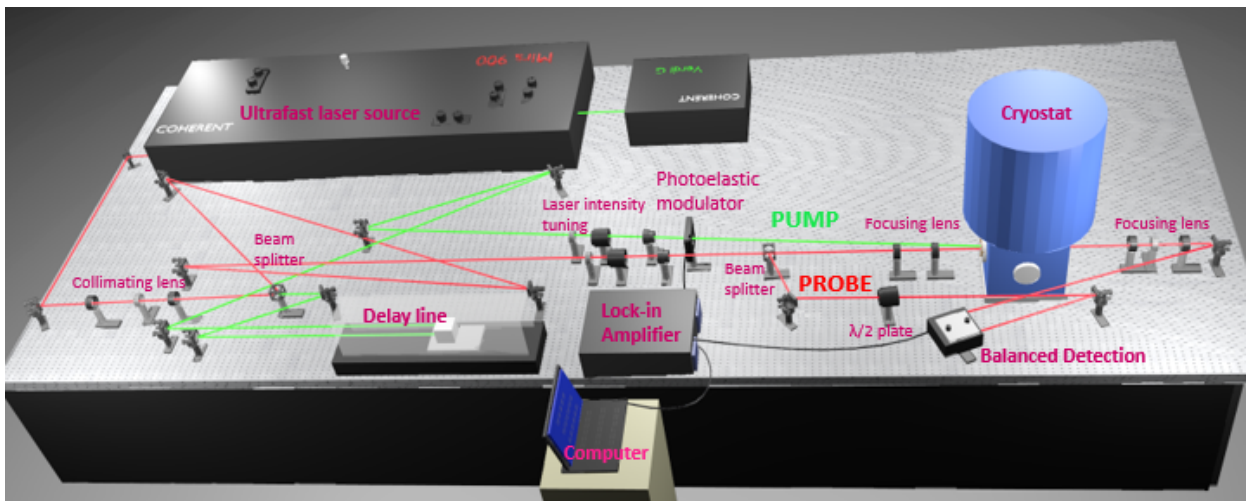 Mira 900
Ultrafast laser source
COHERENT
Verdi G
COHERENT
Cryostat
Photoelastic
modulator
Laser intensity
tuning
PUMP
Focusing lens
Focusing lens
Beam
splitter
Collimating lens
Beam
splitter
PROBE
Delay line
Lock-in
Amplifier
λ/2 plate
Balanced Detection
Computer